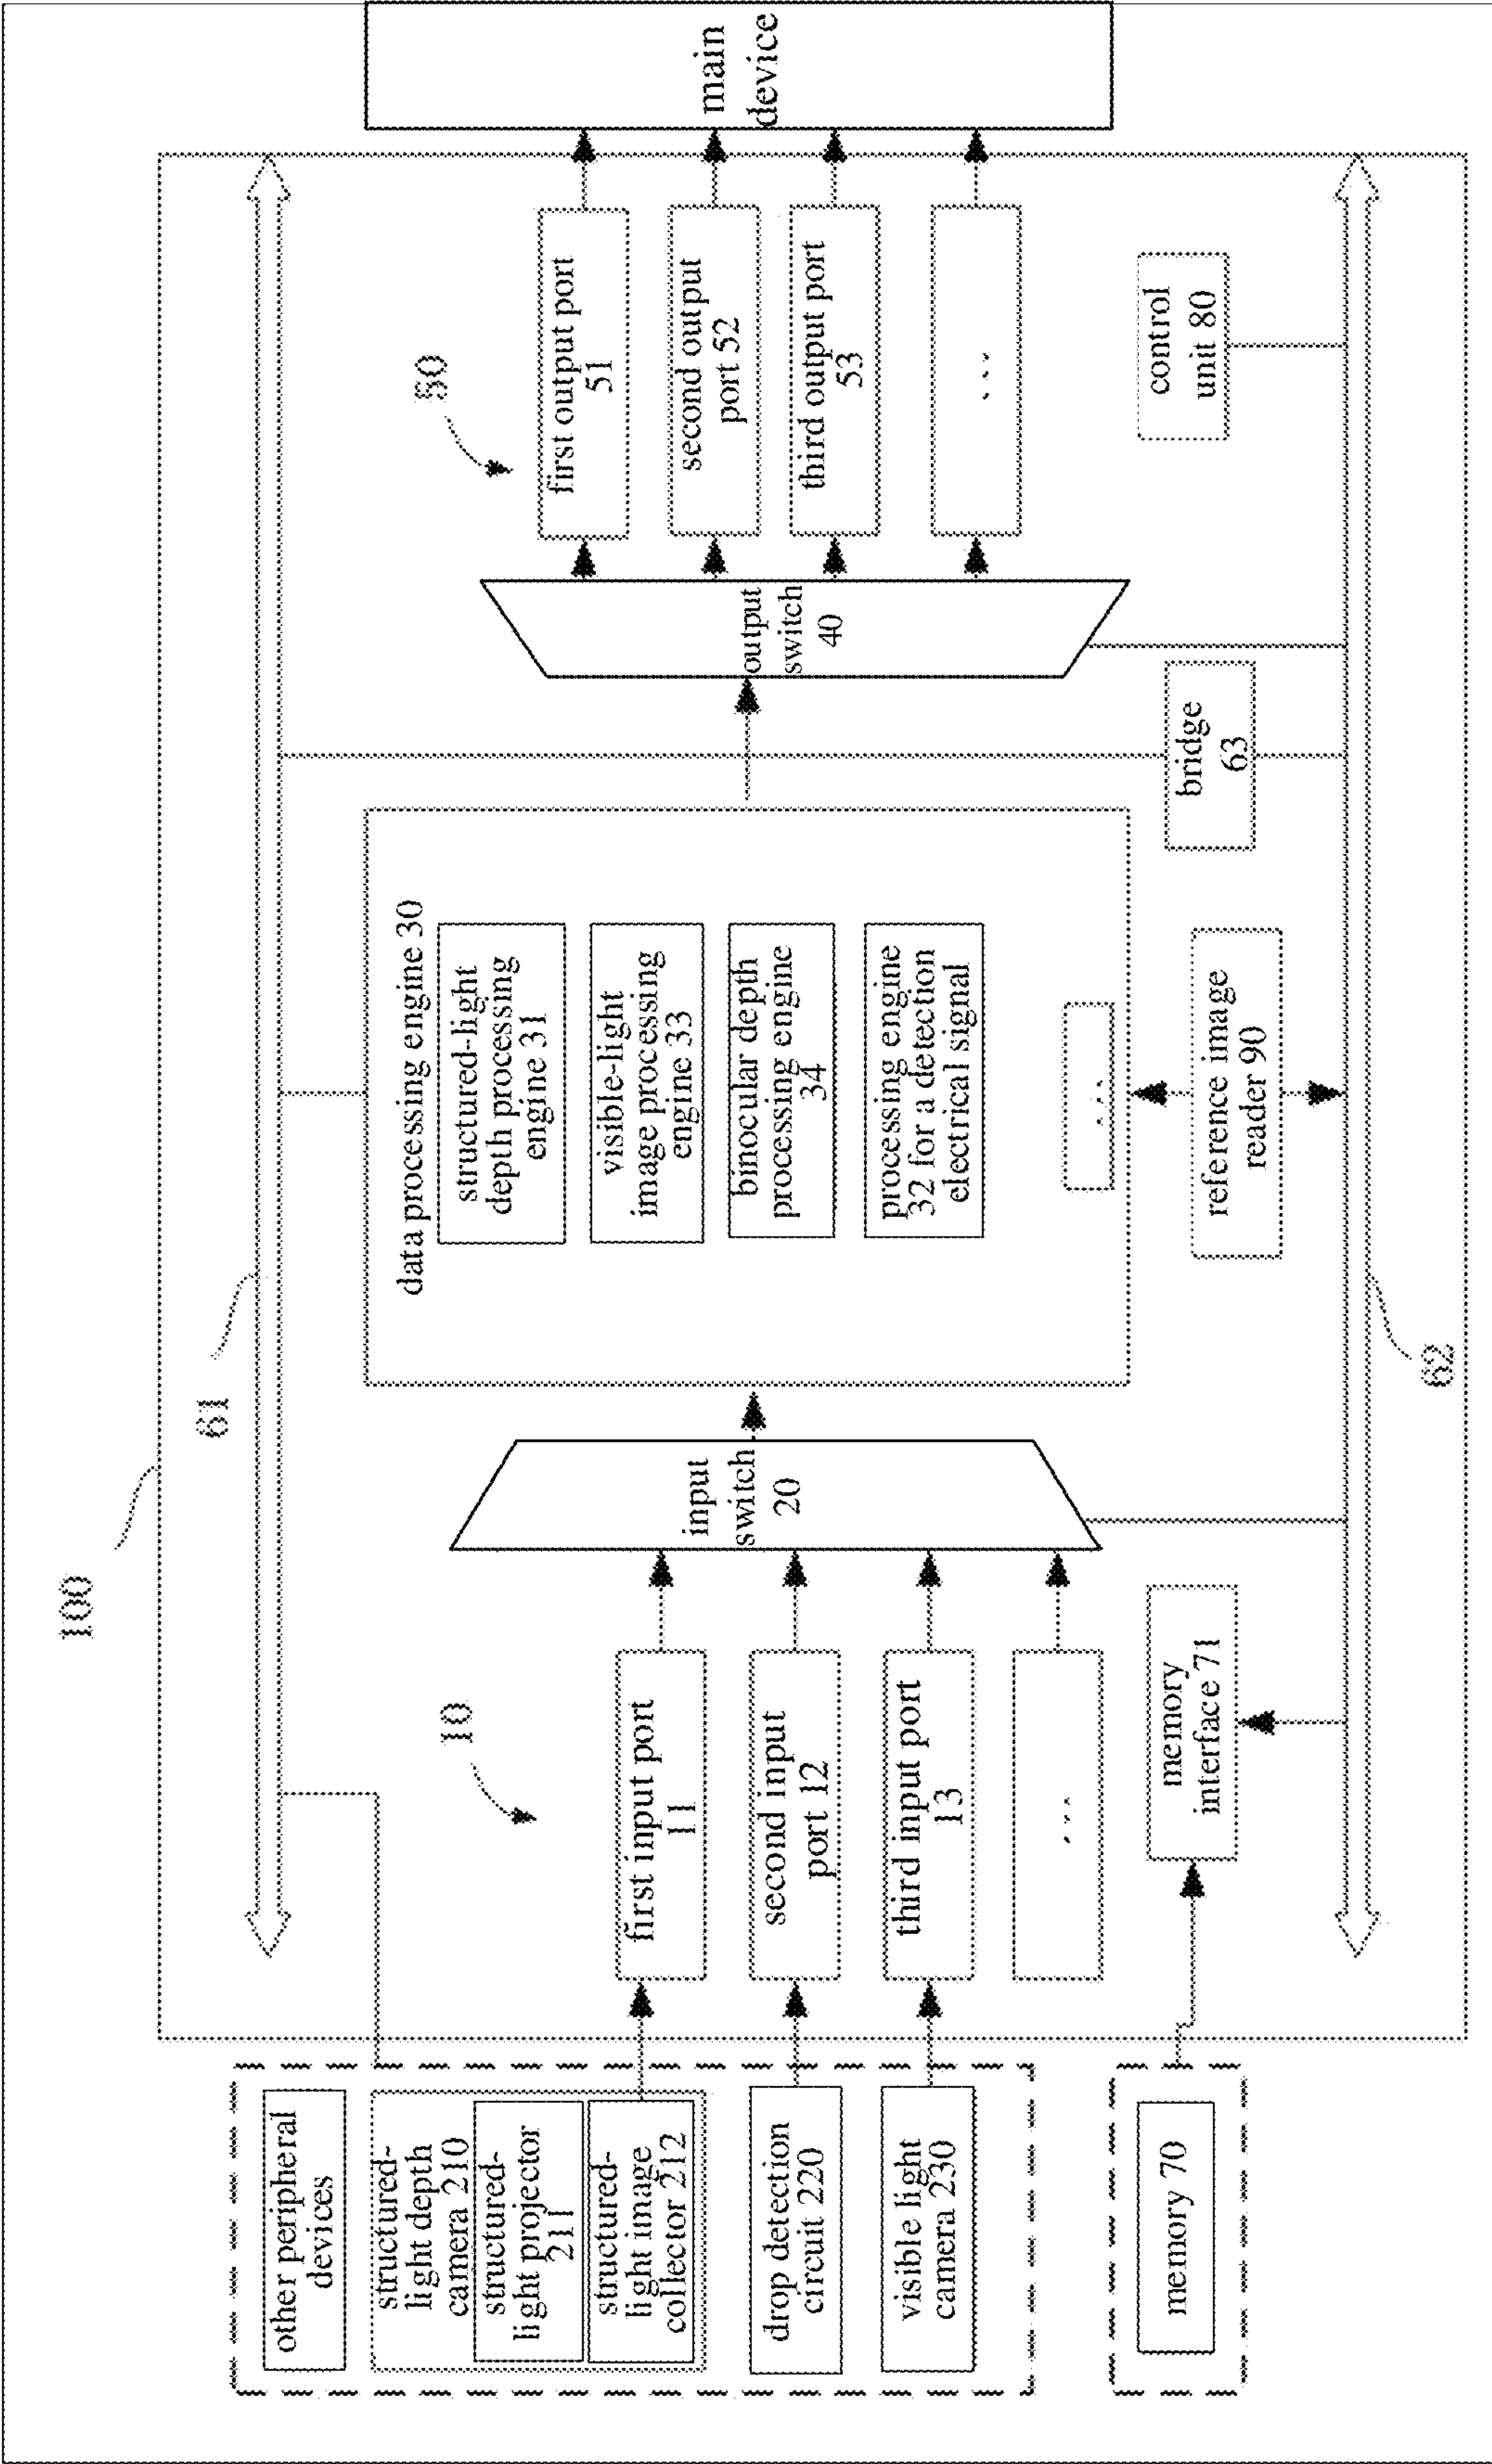 100
61
other peripheral
devices
structured-
light depth
camera 210
structured-
light projector
211
structured-
light image
collector 212
drop detection
circuit 220
visible light
camera 230
memory 70
10
first input port
11
second input
port 12
third input port
13
...
memory
interface 71
input
switch
20
data processing engine 30
structured-light
depth processing
engine 31
visible-light
image processing
engine 33
binocular depth
processing engine
34
processing engine
32 for a detection
electrical signal
...
reference image
reader 90
62
bridge
63
output
switch
40
50
first output port
51
second output
port 52
third output port
53
...
control
unit 80
main
device